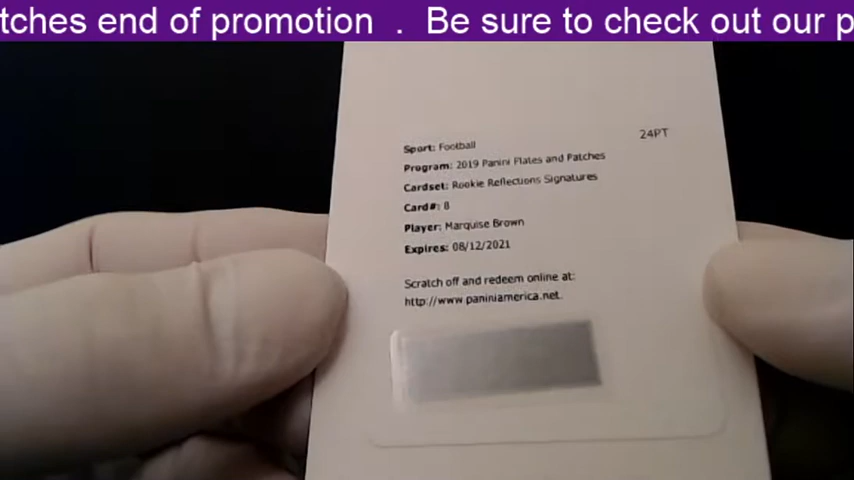 tches end of promotion . Be sure to check out our p
24PT
Sport: Football
Program: 2019 Panini Plates and Patches
Cardset: Rookie Reflections Signatures
Card#: 8
Player: Marquise Brown
Expires: 08/12/2021
Scratch off and redeem online at:
http://www.paniniamerica.net.